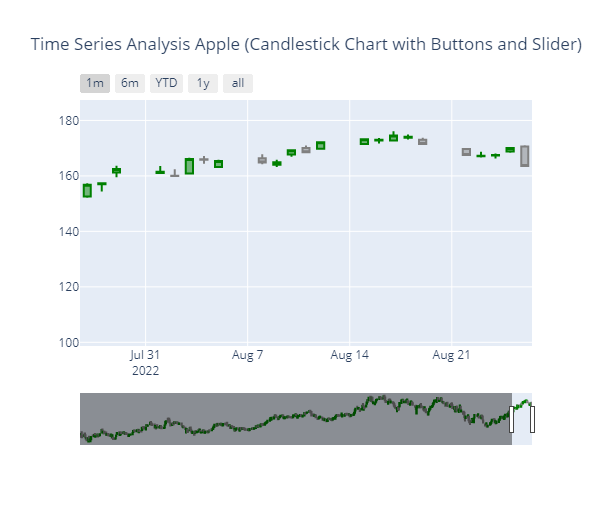 Time Series Analysis Apple (Candlestick Chart with Buttons and Slider)
1m 6m YTD 1y all
180
160
140
120
100
Jul 31 Aug 7 Aug 14 Aug 21
2022